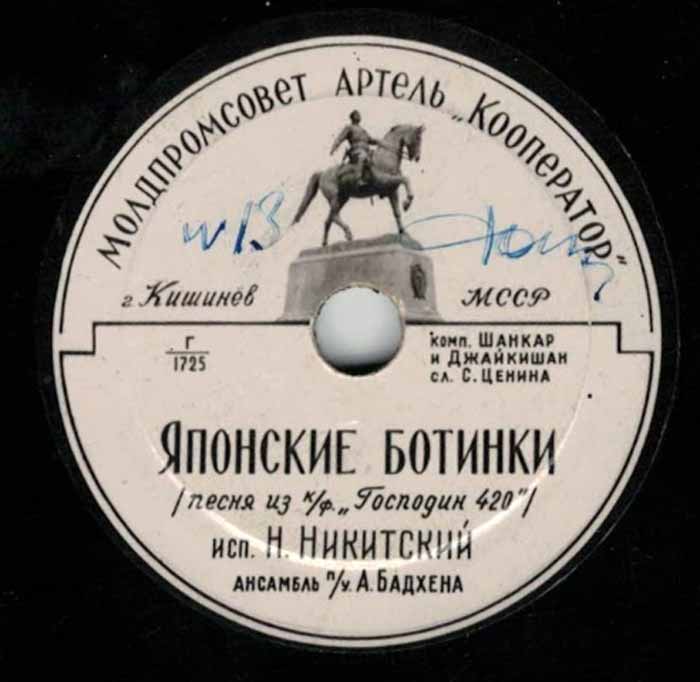 Молдпромсовет артель „Кооператор"
г Кишинёв
МССР
Г
1725
комп. Шанкар
и Джайкишан
сл. С. Ценина
Японские ботинки
/песня из к/ф. „Господин 420"/
исп. Н. Никитский
ансамбль п/у. А. Бадхена